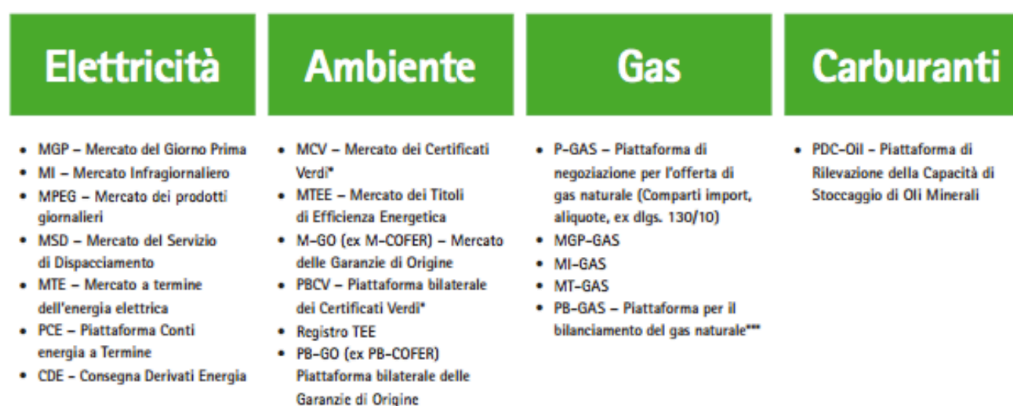 Elettricità
• MGP – Mercato del Giorno Prima
• MI – Mercato Infragiornaliero
• MPEG – Mercato dei prodotti
giornalieri
• MSD – Mercato del Servizio
di Dispacciamento
• MTE – Mercato a termine
dell'energia elettrica
• PCE – Piattaforma Conti
energia a Termine
• CDE – Consegna Derivati Energia
Ambiente
• MCV – Mercato dei Certificati
Verdi*
• MTEE – Mercato dei Titoli
di Efficienza Energetica
• M-GO (ex M-COFER) – Mercato
delle Garanzie di Origine
• PBCV – Piattaforma bilaterale
dei Certificati Verdi*
• Registro TEE
• PB-GO (ex PB-COFER)
Piattaforma bilaterale delle
Garanzie di Origine
Gas
• P-GAS – Piattaforma di
negoziazione per l'offerta di
gas naturale (Comparti import,
aliquote, ex dlgs. 130/10)
• MGP-GAS
• MI-GAS
• MT-GAS
• PB-GAS – Piattaforma per il
bilanciamento del gas naturale***
Carburanti
• PDC-Oil - Piattaforma di
Rilevazione della Capacità di
Stoccaggio di Oli Minerali